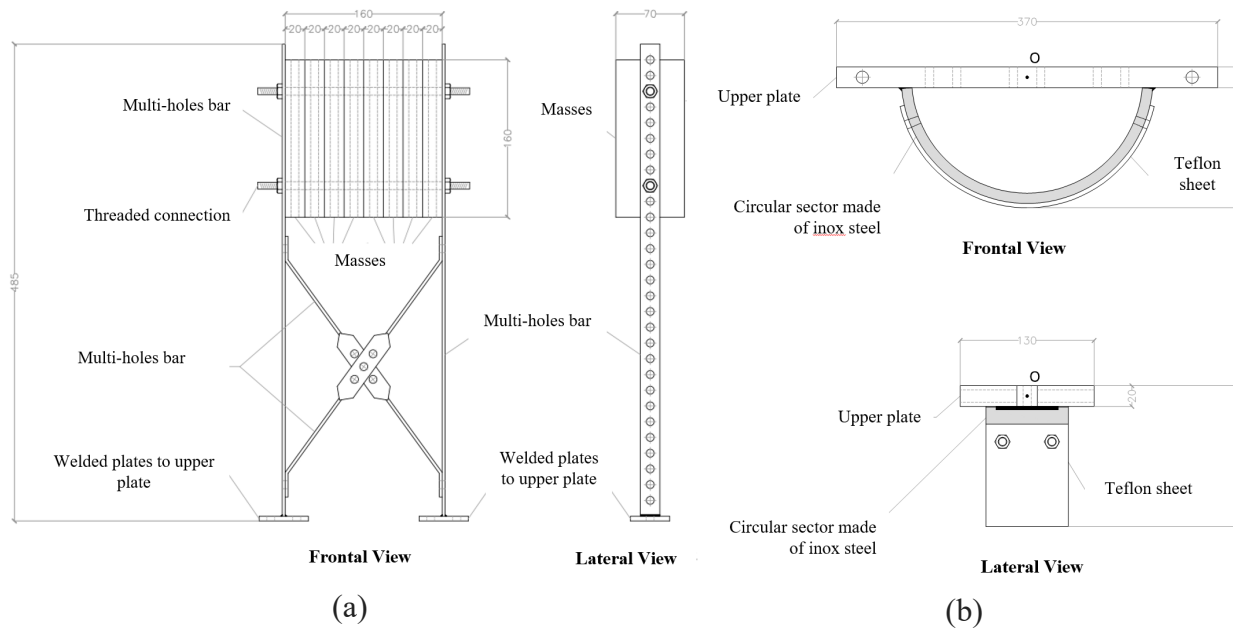 160
20 20 20 20 20 20 20 20
485
160
Multi-holes bar
Threaded connection
Masses
Multi-holes bar
Welded plates to upper
plate
Frontal View
70
Masses
Multi-holes bar
Welded plates
to upper plate
Lateral View
(a)
370
O
Upper plate
Teflon
sheet
Circular sector made
of inox steel
Frontal View
130
O
20
Upper plate
Teflon sheet
Circular sector made
of inox steel
Lateral View
(b)